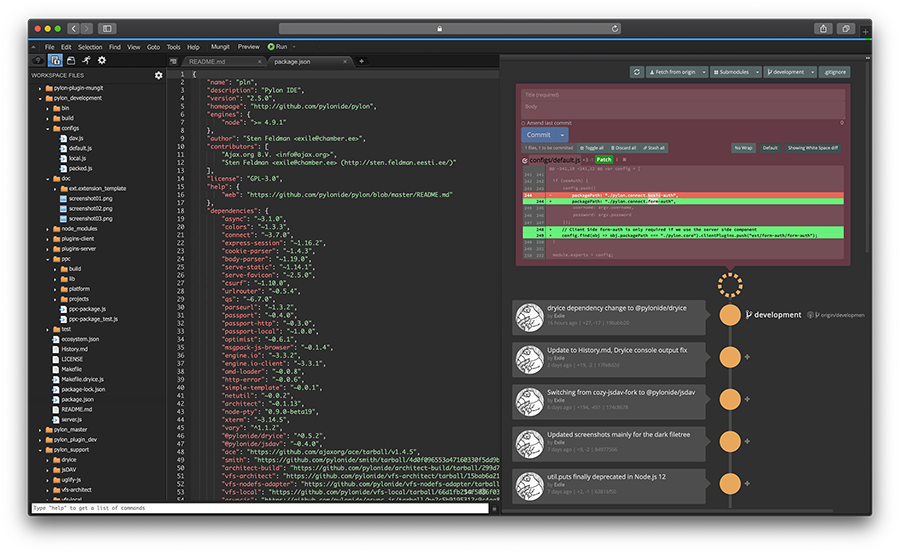 File Edit Selection Find View Goto Tools Help Mungit Preview Run
README.md
package.json
WORKSPACE FILES
pylon-plugin-mungit
pylon_development
bin
build
configs
dav.js
default.js
local.js
packed.js
doc
ext.extension_template
screenshot01.png
screenshot02.png
screenshot03.png
node_modules
plugins-client
plugins-server
ppc
build
lib
platform
projects
ppc-package.js
ppc-package_test.js
test
ecosystem.json
History.md
LICENSE
Makefile
Makefile.dryice.js
package-lock.json
package.json
README.md
server.js
pylon_master
pylon_plugin_dev
pylon_support
dryice
jsDAV
uglify-js
vfs-architect
vfs-local
1 {
2 "name": "pln",
3 "description": "Pylon IDE",
4 "version": "2.5.0",
5 "homepage": "http://github.com/pylonide/pylon",
6 "engines": {
7 "node": ">= 4.9.1"
8 },
9 "author": "Sten Feldman <exile@chamber.ee>",
10 "contributors": [
11 "Ajax.org B.V. <info@ajax.org>",
12 "Sten Feldman <exile@chamber.ee> (http://sten.feldman.eesti.ee/)"
13 ],
14 "license": "GPL-3.0",
15 "help": {
16 "web": "https://github.com/pylonide/pylon/blob/master/README.md"
17 },
18 "dependencies": {
19 "async": "~3.1.0",
20 "colors": "~1.3.3",
21 "connect": "~3.7.0",
22 "express-session": "~1.16.2",
23 "cookie-parser": "~1.4.3",
24 "body-parser": "~1.19.0",
25 "serve-static": "~1.14.1",
26 "serve-favicon": "~2.5.0",
27 "csurf": "~1.10.0",
28 "urlrouter": "~0.5.4",
29 "qs": "~6.7.0",
30 "parseurl": "~1.3.2",
31 "passport": "~0.4.0",
32 "passport-http": "~0.3.0",
33 "passport-local": "~1.0.0",
34 "optimist": "~0.6.1",
35 "msgpack-js-browser": "~0.1.4",
36 "engine.io": "~3.3.2",
37 "engine.io-client": "~3.3.1",
38 "amd-loader": "~0.0.8",
39 "http-error": "~0.0.6",
40 "simple-template": "~0.0.1",
41 "netutil": "~0.0.2",
42 "architect": "~0.1.13",
43 "node-pty": "0.9.0-beta19",
44 "xterm": "~3.14.5",
45 "vary": "^1.1.2",
46 "@pylonide/dryice": "^0.5.2",
47 "@pylonide/jsdav": "~0.4.0",
48 "ace": "https://github.com/ajaxorg/ace/tarball/v1.4.5",
49 "smith": "https://github.com/pylonide/smith/tarball/
50 "architect-build": "https://github.com/pylonide/architect-build/tarball/
51 "vfs-architect": "https://github.com/pylonide/vfs-architect/tarball/
52 "vfs-nodefs-adapter": "https://github.com/pylonide/vfs-nodefs-adapter/tarball
53 "vfs-local": "https://github.com/pylonide/vfs-local/tarball/
Type "help" to get a list of commands
Fetch from origin Submodules development .gitignore
Title (required)
Body
Amend last commit 0
Commit
1 files, 1 to be commited Toggle all Discard all Stash all No Wrap Default Showing White Space diff
configs/default.js Patch
if (useAuth) {
config.push({
packagePath: "./pylon.connect.basic-auth",
packagePath: "./pylon.connect.form-auth",
username: argv.username,
password: argv.password
});
// Client Side form-auth is only required if we use the server side component
config.find(obj => obj.packagePath === "./pylon.core").clientPlugins.push("ext/form-auth/form-auth");
}
module.exports = config;
dryice dependency change to @pylonide/dryice
by Exile
16 hours ago
development
origin/developmen
Update to History.md, Dryice console output fix
by Exile
2 days ago
Switching from cozy-jsdav-fork to @pylonide/jsdav
by Exile
6 days ago
Updated screenshots mainly for the dark filetree
by Exile
7 days ago
util.puts finally deprecated in Node.js 12
by Exile
7 days ago